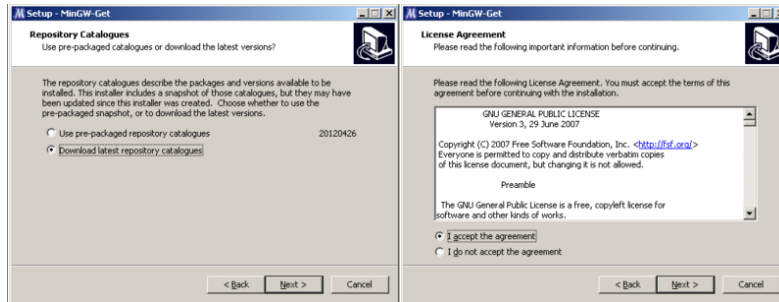 Setup - MinGW-Get
Repository Catalogues
Use pre-packaged catalogues or download the latest versions?
The repository catalogues describe the packages and versions available to be
installed. This installer includes a snapshot of those catalogues, but they may have
been updated since this installer was created. Choose whether to use the
pre-packaged snapshot, or to download the latest versions.
Use pre-packaged repository catalogues 20120426
Download latest repository catalogues
< Back Next > Cancel
Setup - MinGW-Get
License Agreement
Please read the following important information before continuing.
Please read the following License Agreement. You must accept the terms of this
agreement before continuing with the installation.
GNU GENERAL PUBLIC LICENSE
Version 3, 29 June 2007
Copyright (C) 2007 Free Software Foundation, Inc. <http://fsf.org/>
Everyone is permitted to copy and distribute verbatim copies
of this license document, but changing it is not allowed.
Preamble
The GNU General Public License is a free, copyleft license for
software and other kinds of works.
I accept the agreement
I do not accept the agreement
< Back Next > Cancel